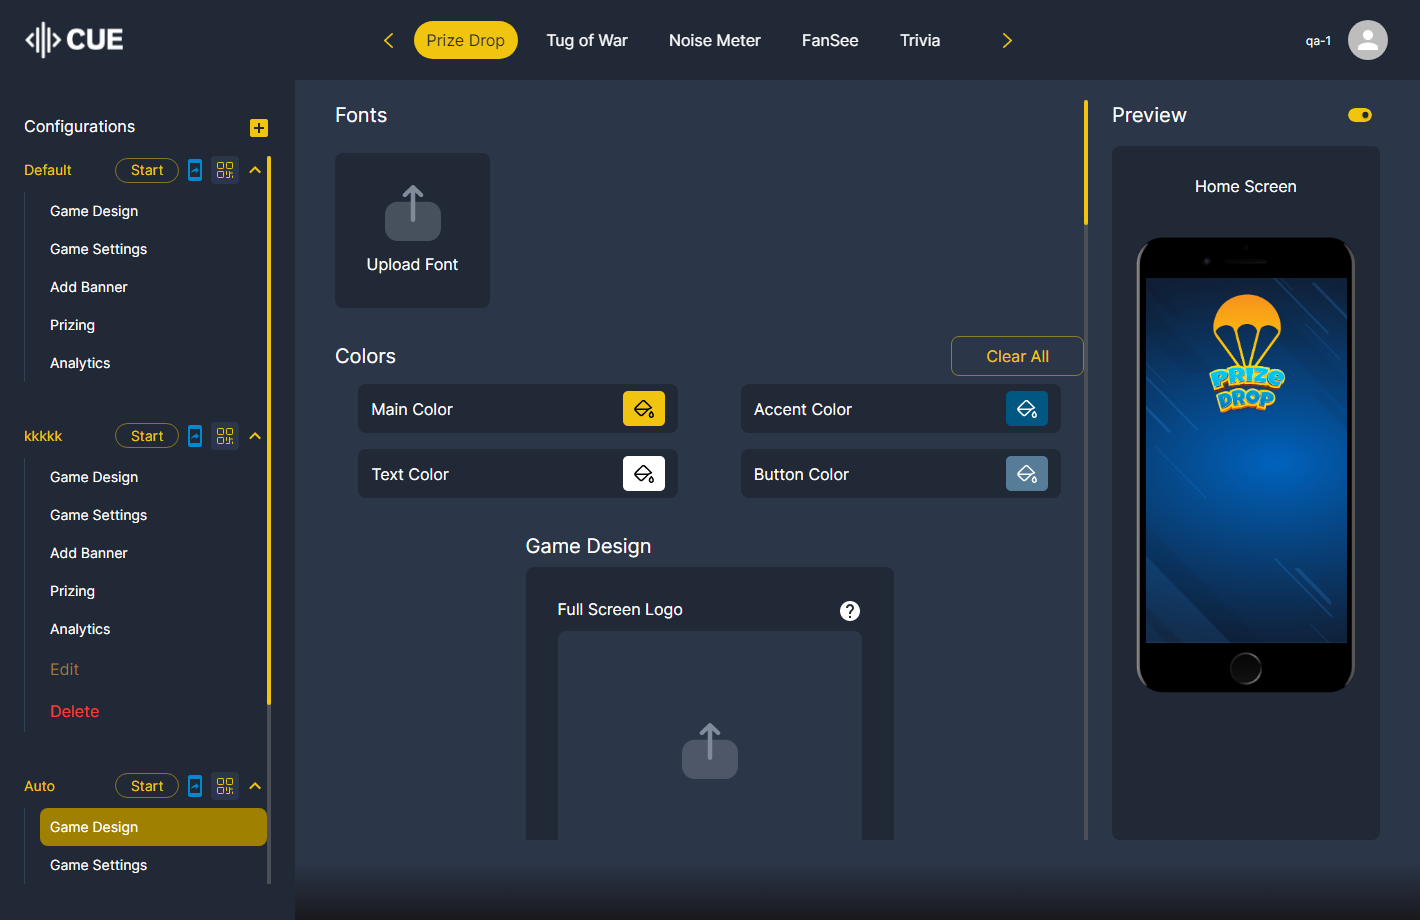 CUE
Prize Drop
Tug of War
Noise Meter
FanSee
Trivia
qa-1
Configurations
Default
Start
Game Design
Game Settings
Add Banner
Prizing
Analytics
kkkkk
Start
Game Design
Game Settings
Add Banner
Prizing
Analytics
Edit
Delete
Auto
Start
Game Design
Game Settings
Fonts
Upload Font
Colors
Clear All
Main Color
Accent Color
Text Color
Button Color
Game Design
Full Screen Logo
?
Preview
Home Screen
PRIZE
DROP